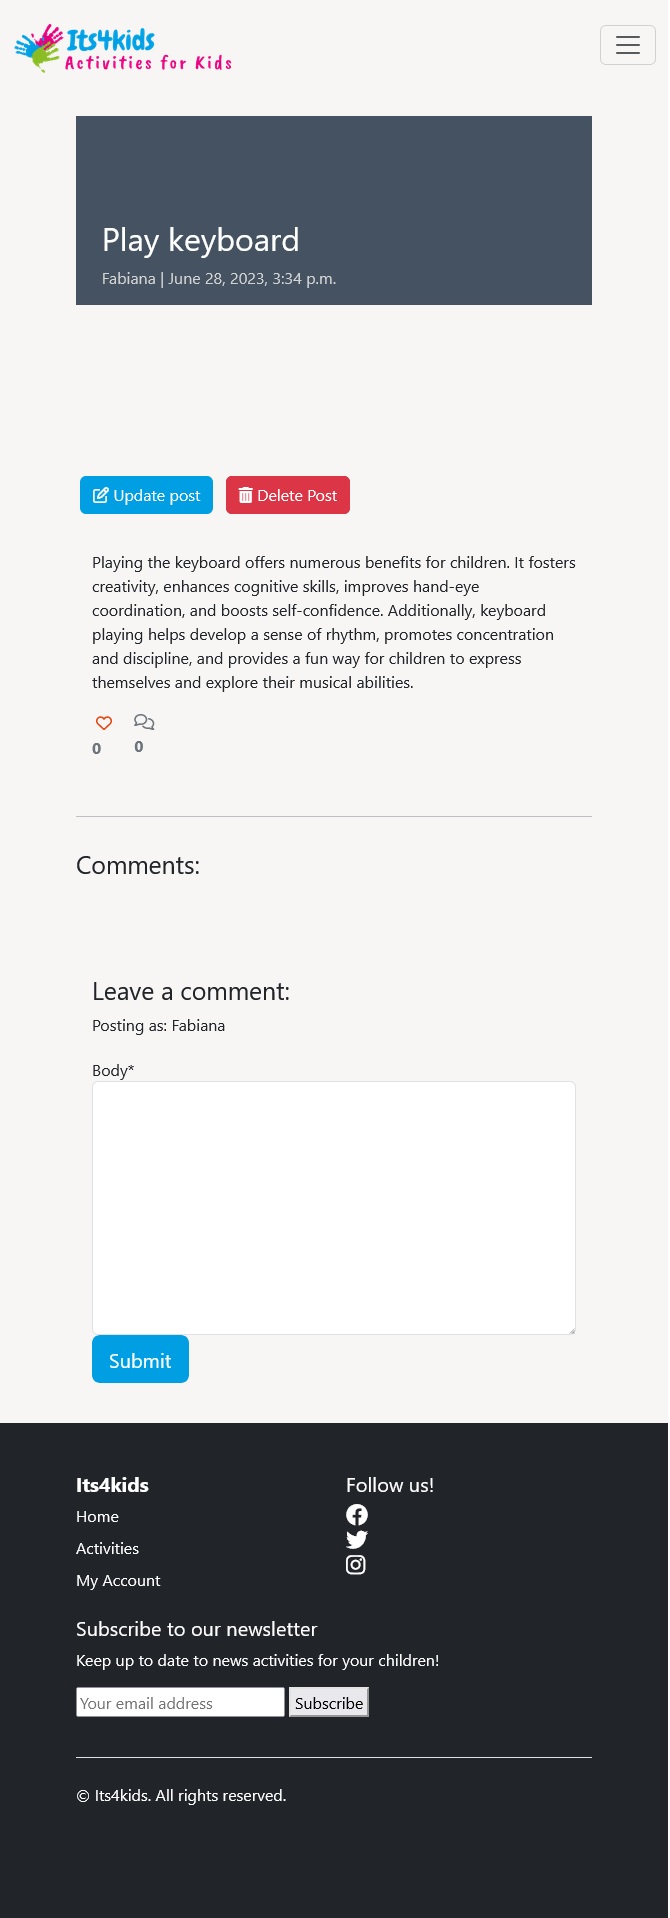 Its4kids
Activities for Kids
Play keyboard
Fabiana | June 28, 2023, 3:34 p.m.
Update post
Delete Post
Playing the keyboard offers numerous benefits for children. It fosters
creativity, enhances cognitive skills, improves hand-eye
coordination, and boosts self-confidence. Additionally, keyboard
playing helps develop a sense of rhythm, promotes concentration
and discipline, and provides a fun way for children to express
themselves and explore their musical abilities.
0
0
Comments:
Leave a comment:
Posting as: Fabiana
Body*
Submit
Its4kids
Home
Activities
My Account
Follow us!
Subscribe to our newsletter
Keep up to date to news activities for your children!
Your email address
Subscribe
© Its4kids. All rights reserved.